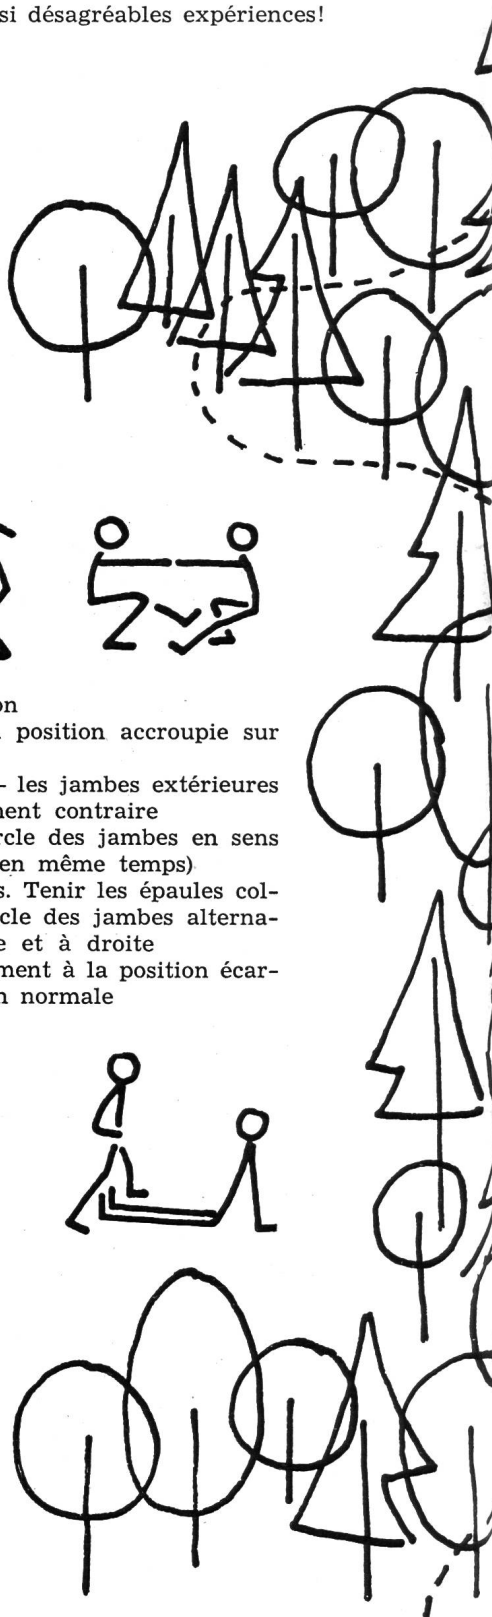 si désagréables expériences!
on
position accroupie sur
– les jambes extérieures
ment contraire
rcle des jambes en sens
en même temps)
s. Tenir les épaules col-
cle des jambes alterna-
e et à droite
ment à la position écar-
n normale